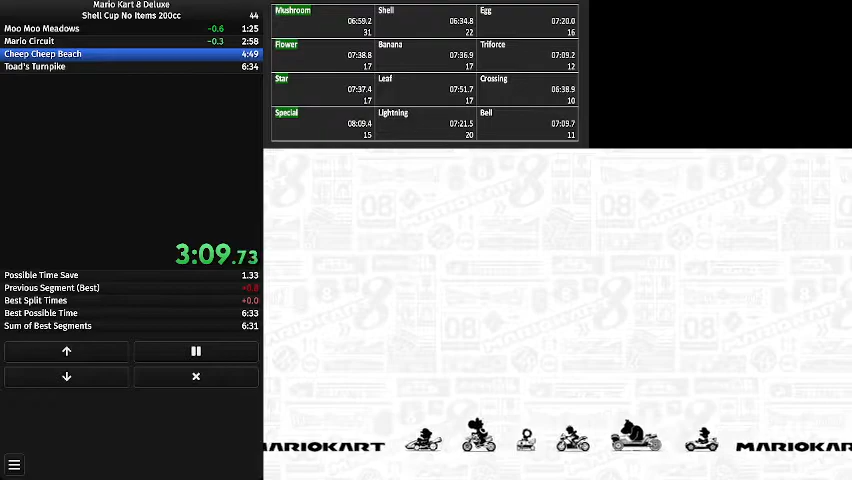 Mario Kart 8 Deluxe
Shell Cup No Items 200cc 44
Moo Moo Meadows -0.6 1:25
Mario Circuit -0.3 2:58
Cheep Cheep Beach 4:49
Toad's Turnpike 6:34
3:09.73
Possible Time Save 1.33
Previous Segment (Best) +0.8
Best Split Times +0.0
Best Possible Time 6:33
Sum of Best Segments 6:31
Mushroom Shell Egg
06:59.2 06:34.8 07:20.0
31 22 16
Flower Banana Triforce
07:38.8 07:36.9 07:09.2
17 17 12
Star Leaf Crossing
07:37.4 07:51.7 06:38.9
17 17 10
Special Lightning Bell
08:09.4 07:21.5 07:09.7
15 20 11
MARIOKART MARIOKART